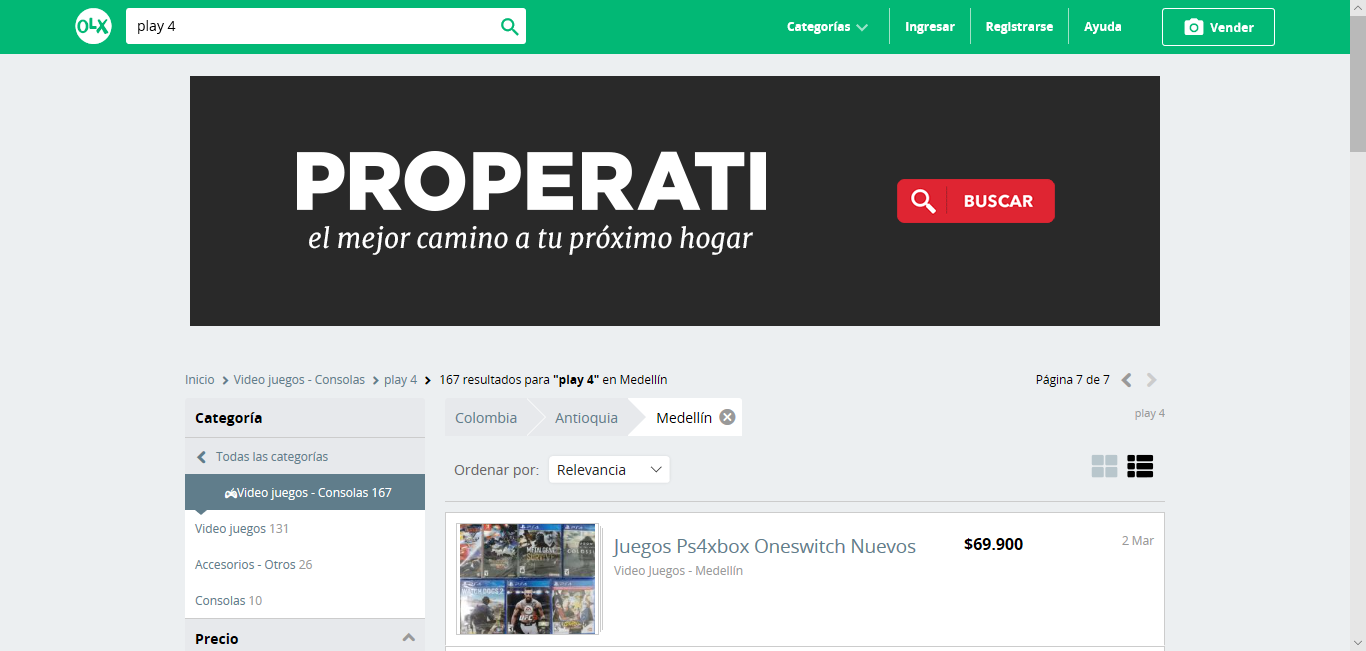 OLX
play 4
Categorías
Ingresar
Registrarse
Ayuda
Vender
PROPERATI
el mejor camino a tu próximo hogar
BUSCAR
Inicio > Video juegos - Consolas > play 4 > 167 resultados para "play 4" en Medellín
Página 7 de 7
play 4
Categoría
Todas las categorías
Video juegos - Consolas 167
Video juegos 131
Accesorios - Otros 26
Consolas 10
Precio
Colombia
Antioquia
Medellín
Ordenar por: Relevancia
Juegos Ps4xbox Oneswitch Nuevos
$69.900
2 Mar
Video Juegos - Medellín